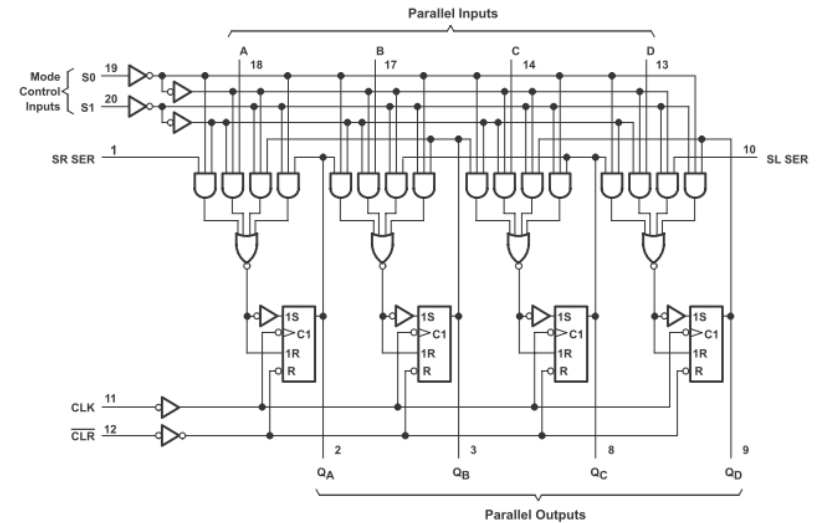 Parallel Inputs
A B C D
18 17 14 13
Mode Control Inputs
S0 19
S1 20
SR SER 1
10 SL SER
1S 1S 1S 1S
C1 C1 C1 C1
1R 1R 1R 1R
R R R R
CLK 11
CLR 12
2 3 8 9
QA QB QC QD
Parallel Outputs